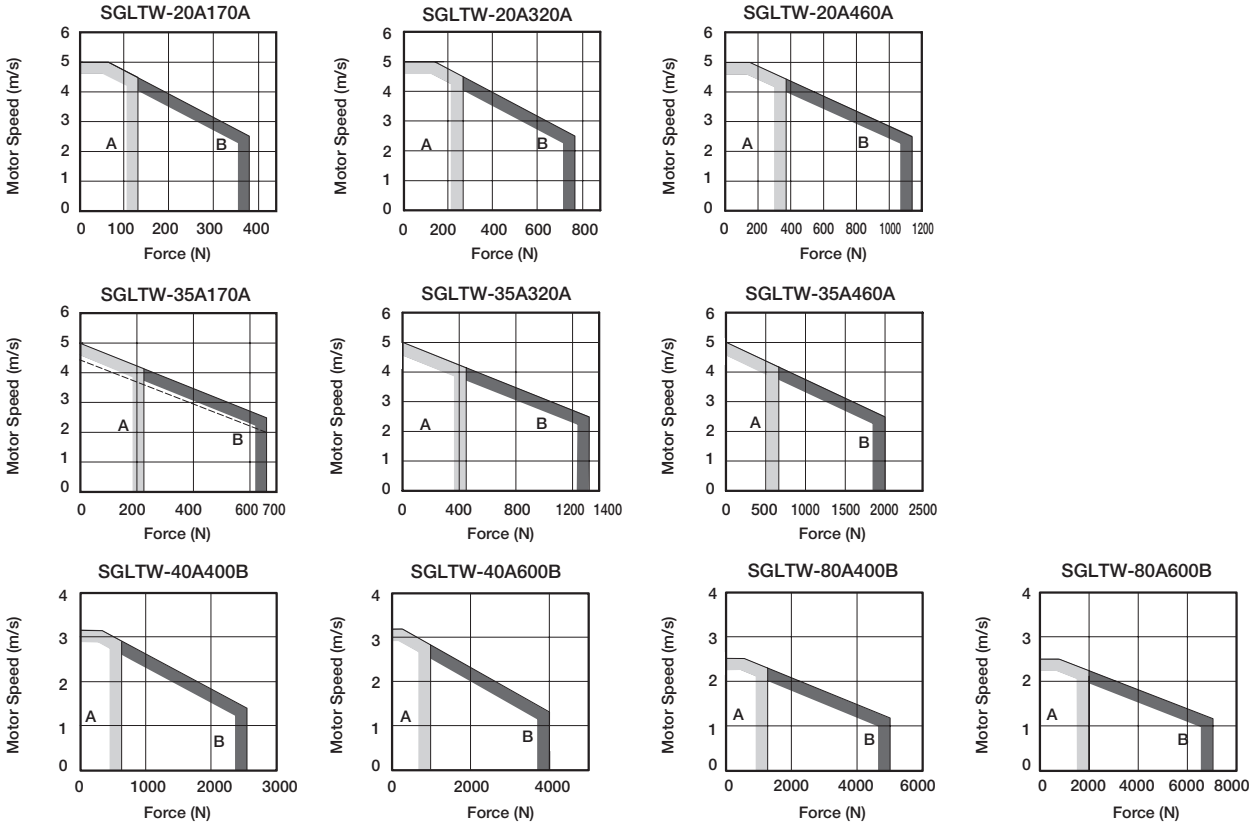 SGLTW-20A170A
Motor Speed (m/s)
6
5
4
3
2
1
0
A
B
0 100 200 300 400
Force (N)
SGLTW-20A320A
Motor Speed (m/s)
6
5
4
3
2
1
0
A
B
0 200 400 600 800
Force (N)
SGLTW-20A460A
Motor Speed (m/s)
6
5
4
3
2
1
0
A
B
0 200 400 600 800 1000 1200
Force (N)
SGLTW-35A170A
Motor Speed (m/s)
6
5
4
3
2
1
0
A
B
0 200 400 600 700
Force (N)
SGLTW-35A320A
Motor Speed (m/s)
6
5
4
3
2
1
0
A
B
0 400 800 1200 1400
Force (N)
SGLTW-35A460A
Motor Speed (m/s)
6
5
4
3
2
1
0
A
B
0 500 1000 1500 2000 2500
Force (N)
SGLTW-40A400B
Motor Speed (m/s)
4
3
2
1
0
A
B
0 1000 2000 3000
Force (N)
SGLTW-40A600B
Motor Speed (m/s)
4
3
2
1
0
A
B
0 2000 4000
Force (N)
SGLTW-80A400B
Motor Speed (m/s)
4
3
2
1
0
A
B
0 2000 4000 6000
Force (N)
SGLTW-80A600B
Motor Speed (m/s)
4
3
2
1
0
A
B
0 2000 4000 6000 8000
Force (N)